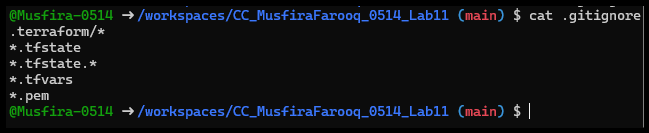 @Musfira-0514 → /workspaces/CC_MusfiraFarooq_0514_Lab11 (main) $ cat .gitignore
.terraform/*
*.tfstate
*.tfstate.*
*.tfvars
*.pem
@Musfira-0514 → /workspaces/CC_MusfiraFarooq_0514_Lab11 (main) $